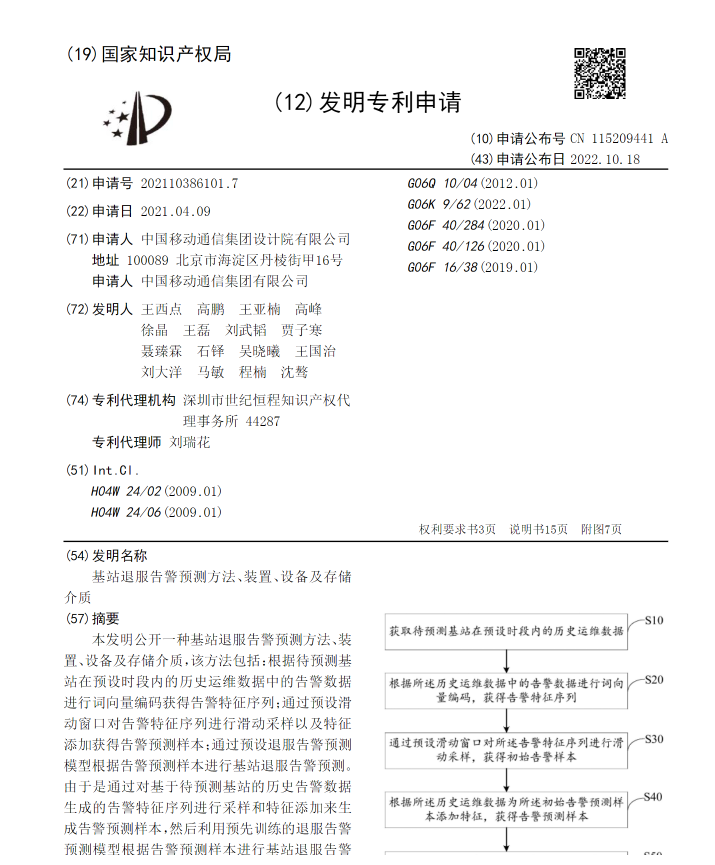 (19)国家知识产权局
(12)发明专利申请
(10)申请公布号 CN 115209441 A
(43)申请公布日 2022.10.18
(21)申请号 202110386101.7
(22)申请日 2021.04.09
(71)申请人 中国移动通信集团设计院有限公司
地址 100089 北京市海淀区丹棱街甲16号
申请人 中国移动通信集团有限公司
(72)发明人 王西点 高鹏 王亚楠 高峰
徐晶 王磊 刘武韬 贾子寒
聂臻霖 石铎 吴晓曦 王国治
刘大洋 马敏 程楠 沈骜
(74)专利代理机构 深圳市世纪恒程知识产权代
理事务所 44287
专利代理师 刘瑞花
(51)Int.Cl.
H04W 24/02(2009.01)
H04W 24/06(2009.01)
G06Q 10/04(2012.01)
G06K 9/62(2022.01)
G06F 40/284(2020.01)
G06F 40/126(2020.01)
G06F 16/38(2019.01)
权利要求书3页 说明书15页 附图7页
(54)发明名称
基站退服告警预测方法、装置、设备及存储
介质
(57)摘要
本发明公开一种基站退服告警预测方法、装
置、设备及存储介质,该方法包括:根据待预测基
站在预设时段内的历史运维数据中的告警数据
进行词向量编码获得告警特征序列;通过预设滑
动窗口对告警特征序列进行滑动采样以及特征
添加获得告警预测样本;通过预设退服告警预测
模型根据告警预测样本进行基站退服告警预测。
由于是通过对基于待预测基站的历史告警数据
生成的告警特征序列进行采样和特征添加来生
成告警预测样本,然后利用预先训练的退服告警
预测模型根据告警预测样本进行基站退服告警
获取待预测基站在预设时段内的历史运维数据
S10
根据所述历史运维数据中的告警数据进行词向
量编码，获得告警特征序列
S20
通过预设滑动窗口对所述告警特征序列进行滑
动采样，获得初始告警样本
S30
根据所述历史运维数据为所述初始告警预测样
本添加特征，获得告警预测样本
S40